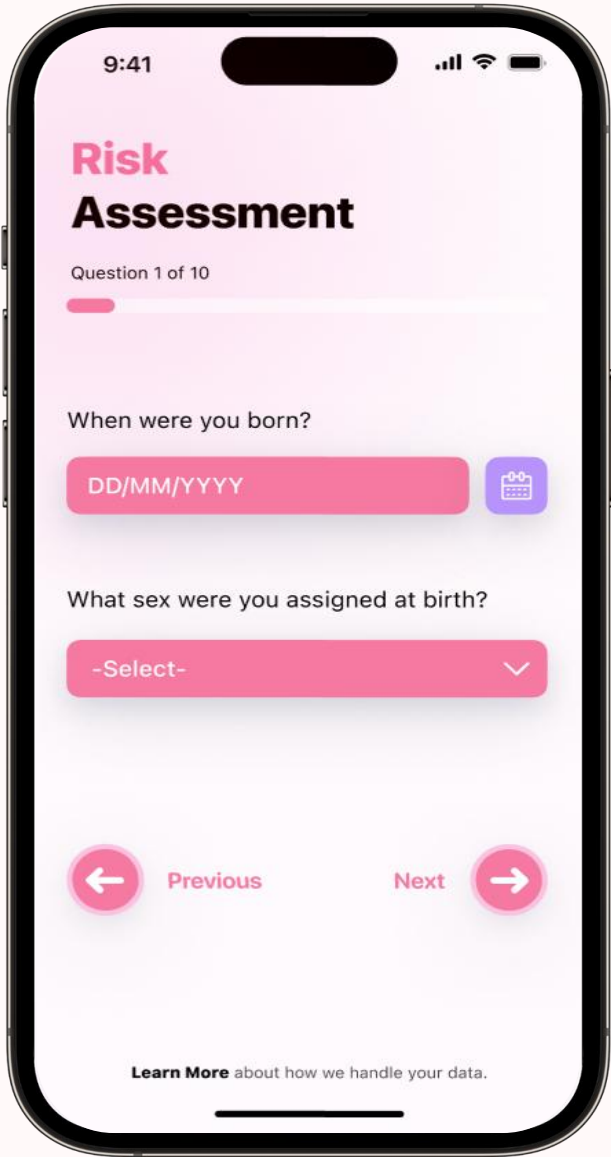 9:41
Risk
Assessment
Question 1 of 10
When were you born?
DD/MM/YYYY
What sex were you assigned at birth?
-Select-
Previous
Next
Learn More about how we handle your data.